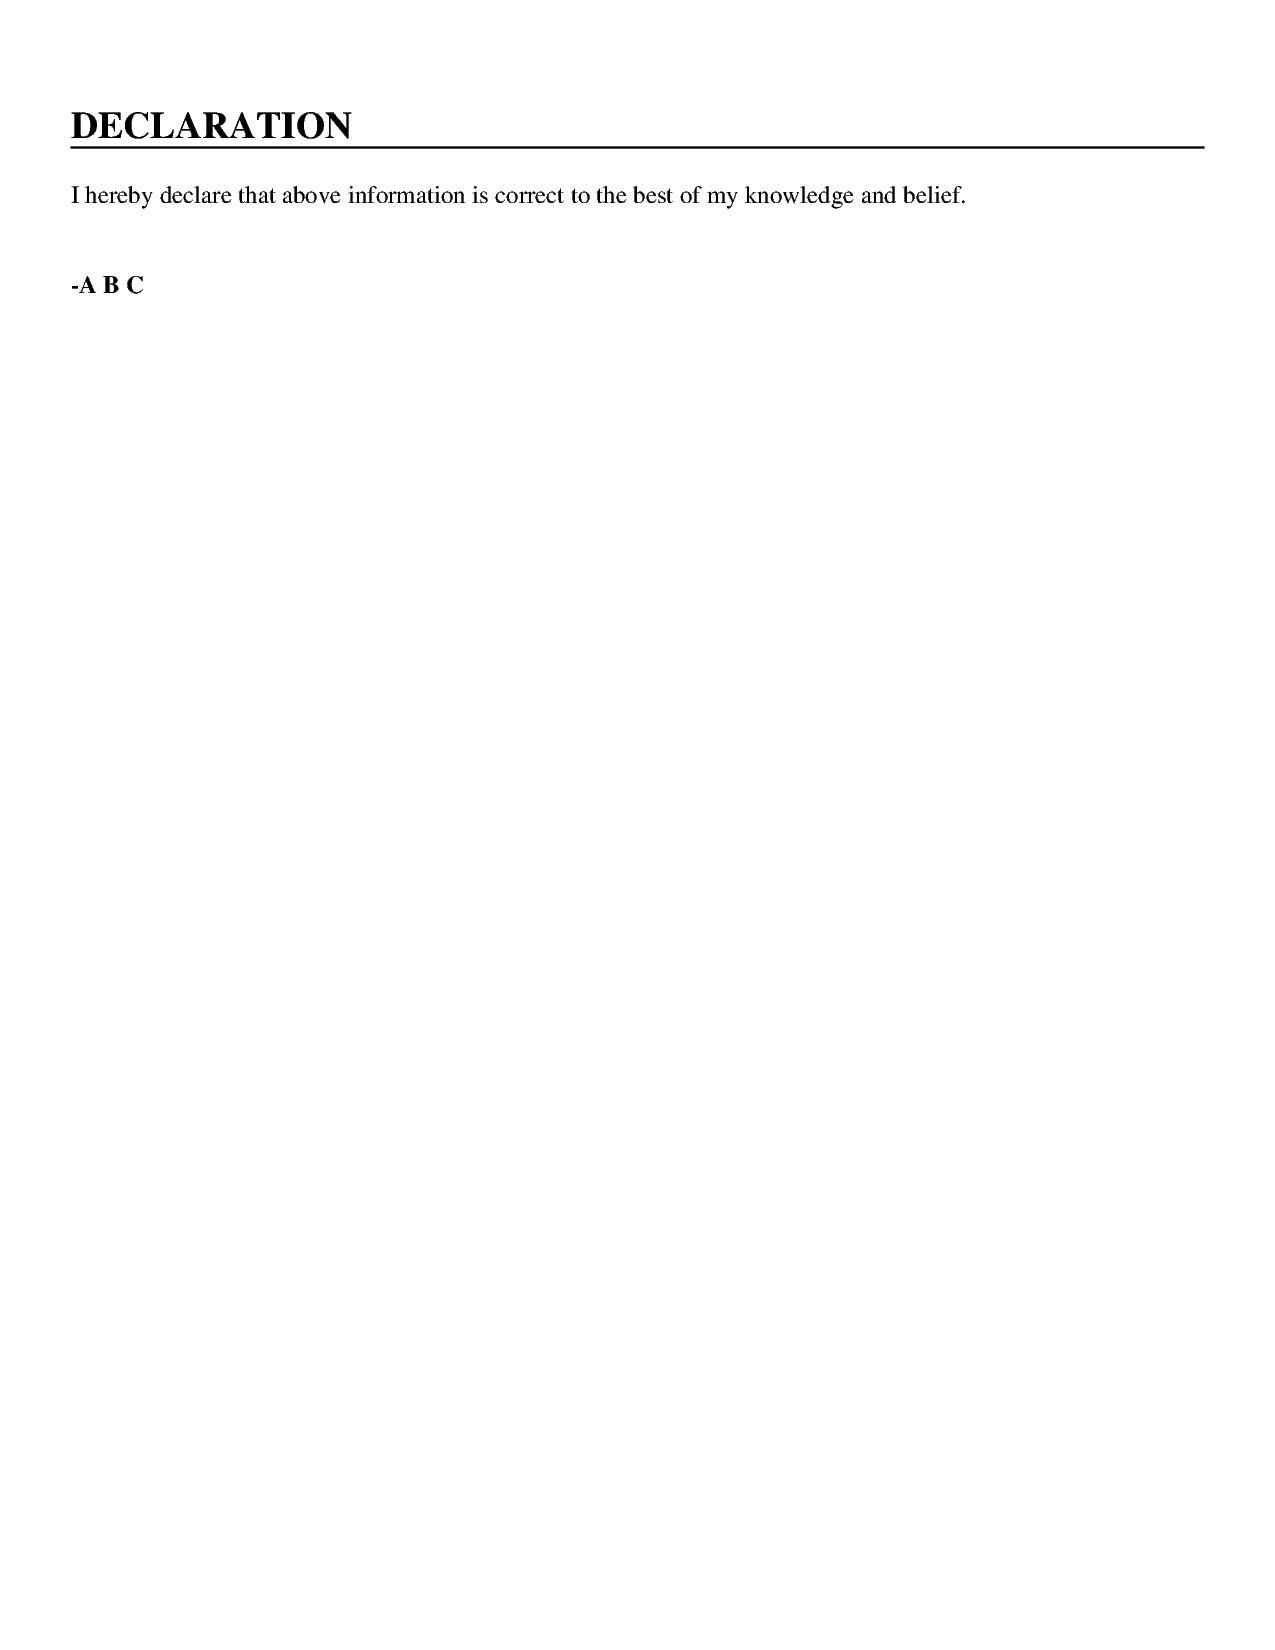 DECLARATION
I hereby declare that above information is correct to the best of my knowledge and belief.
-A B C